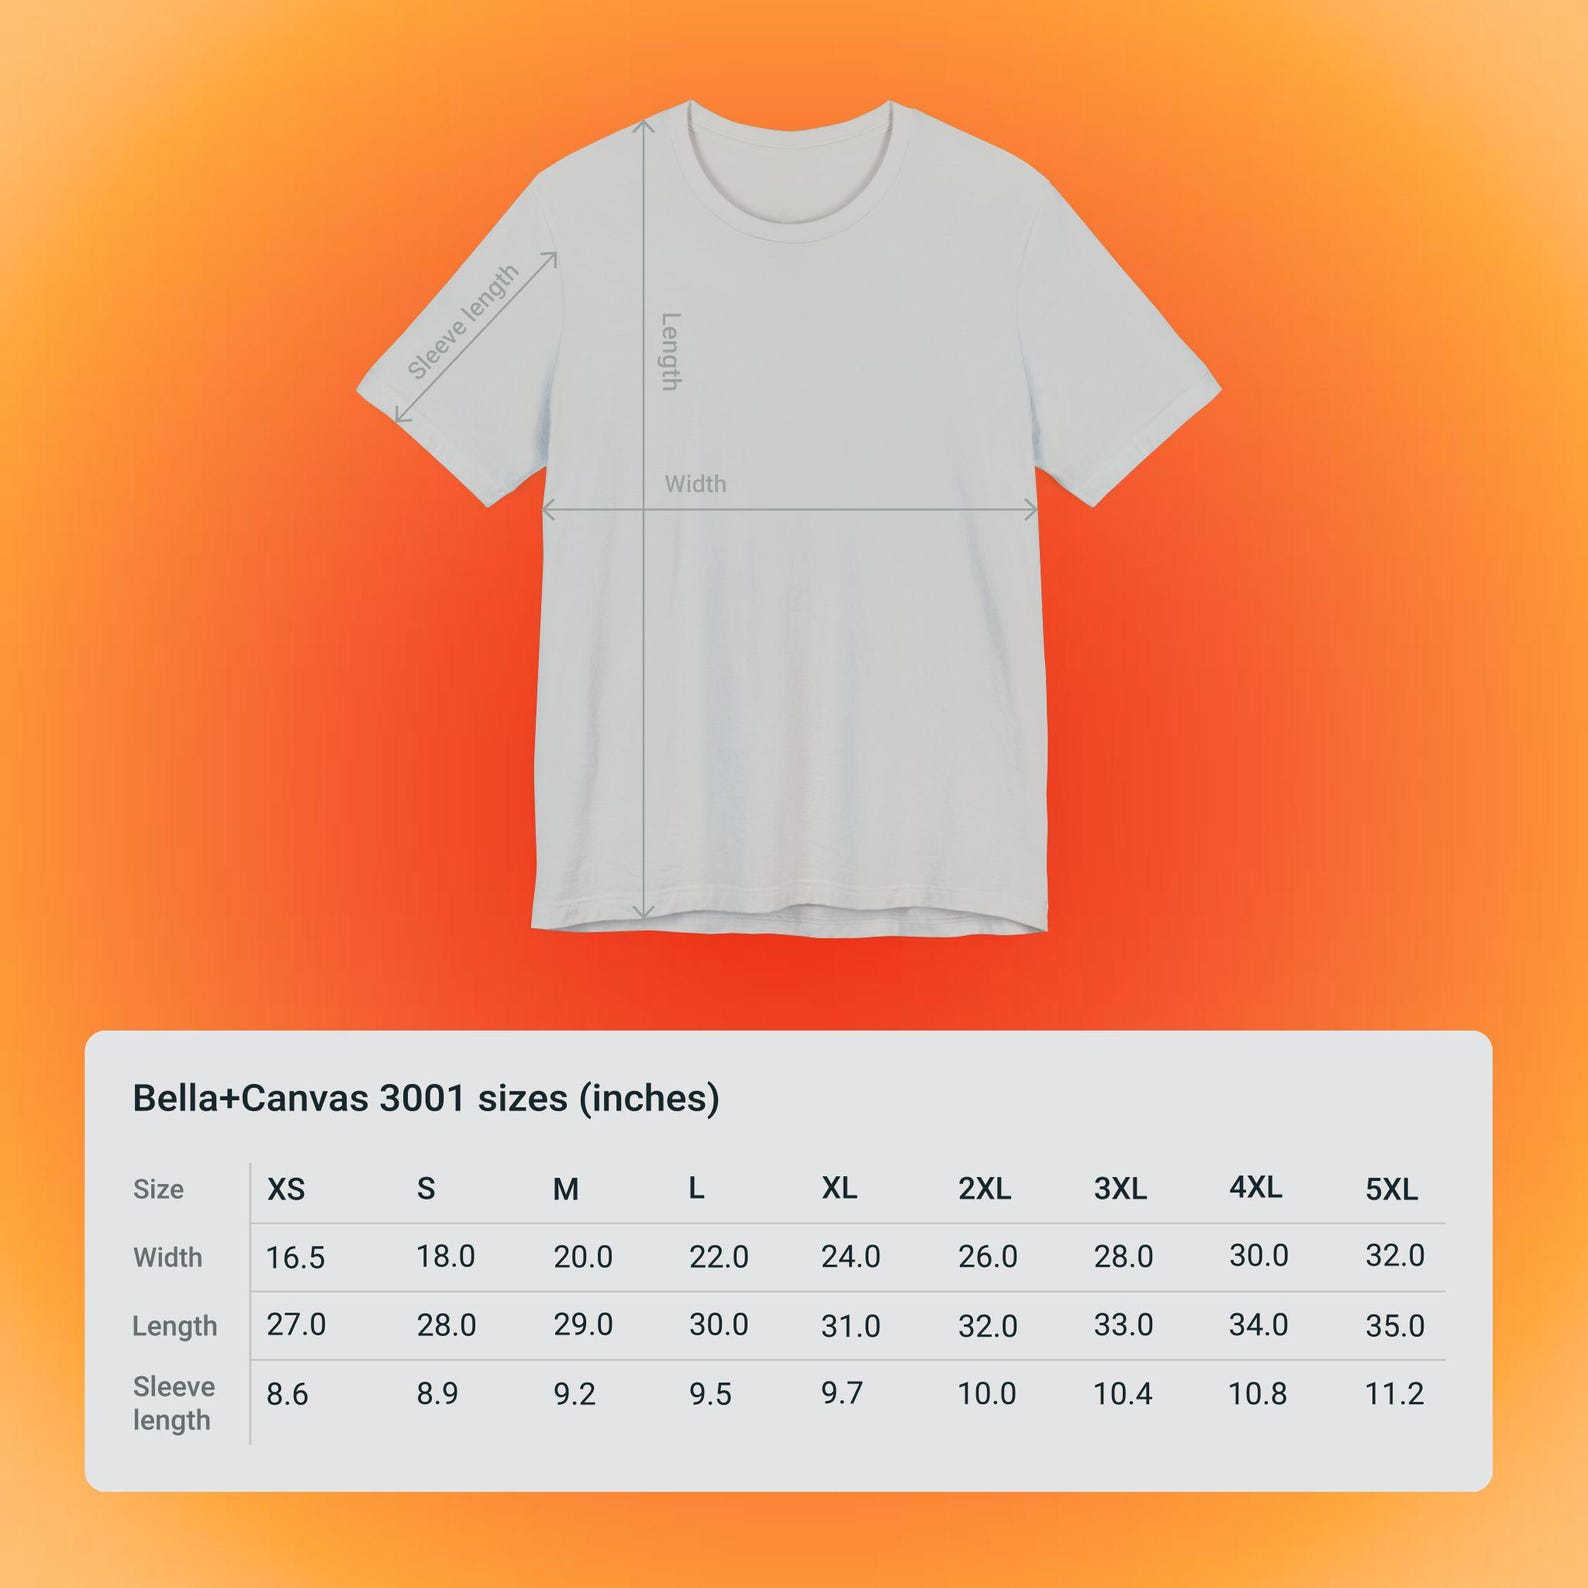 Sleeve length
Length
Width
Bella+Canvas 3001 sizes (inches)
Size XS S M L XL 2XL 3XL 4XL 5XL
Width 16.5 18.0 20.0 22.0 24.0 26.0 28.0 30.0 32.0
Length 27.0 28.0 29.0 30.0 31.0 32.0 33.0 34.0 35.0
Sleeve
length 8.6 8.9 9.2 9.5 9.7 10.0 10.4 10.8 11.2